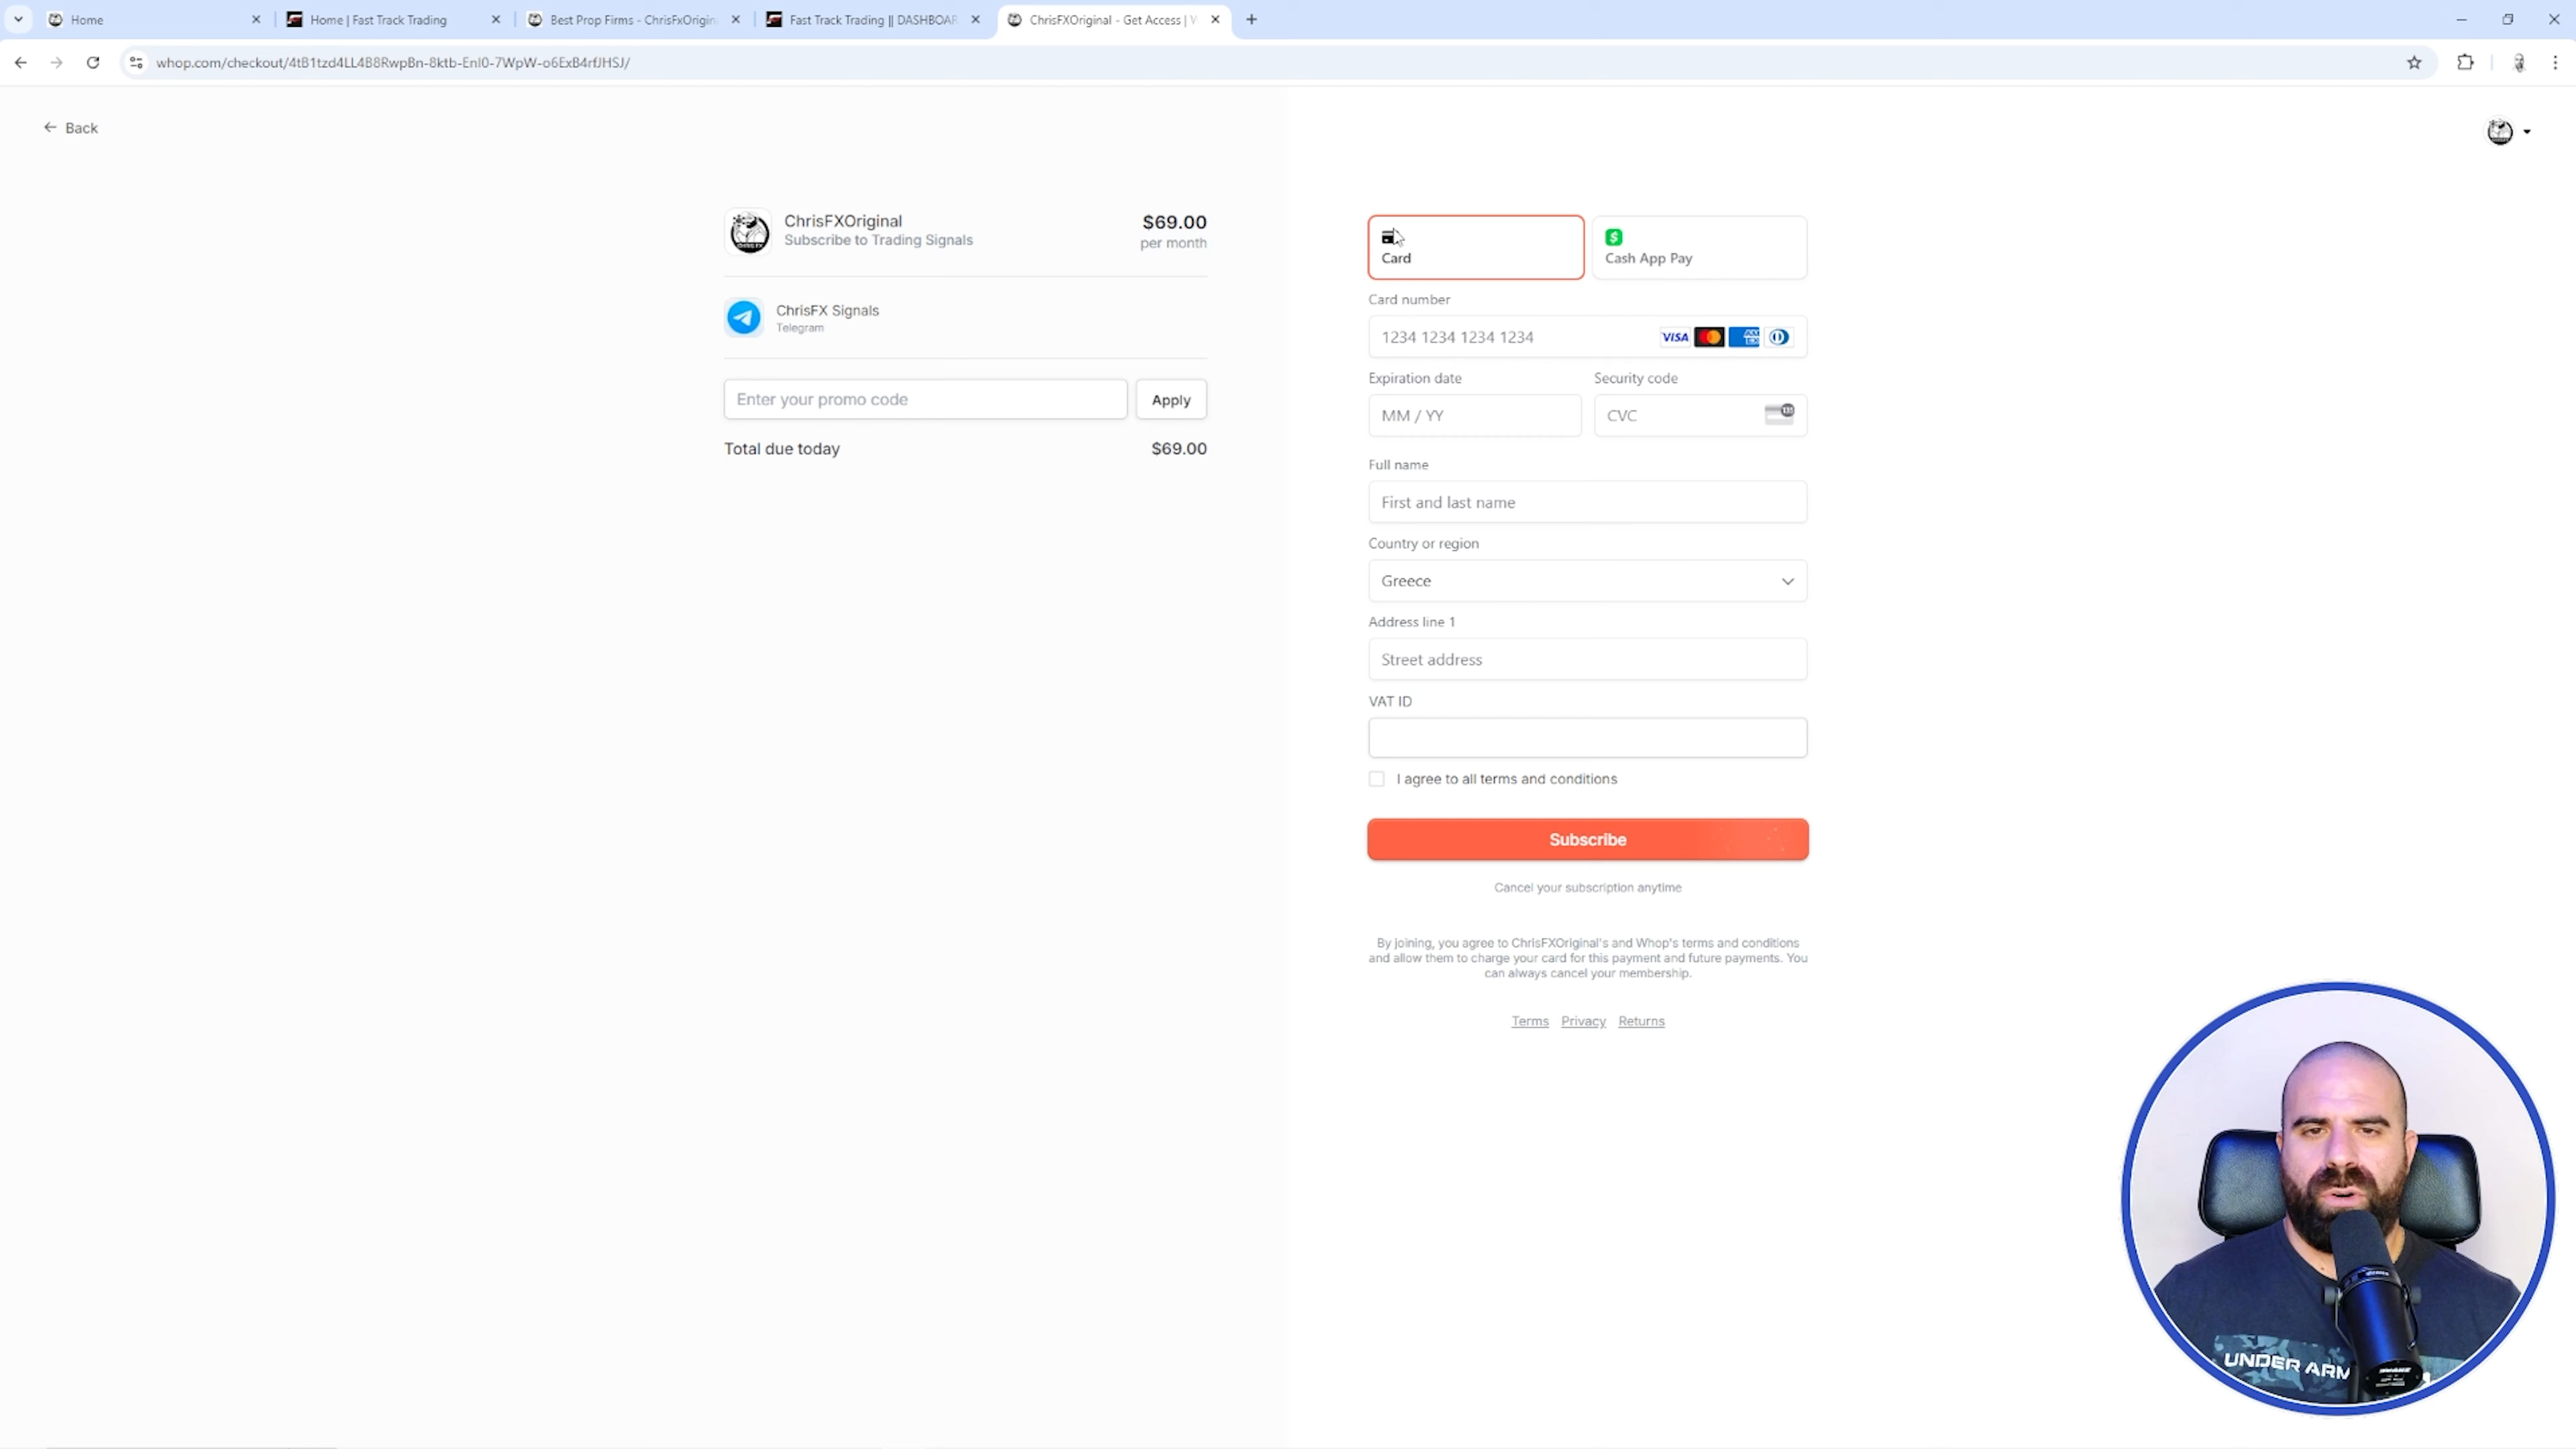 Home
Home | Fast Track Trading
Best Prop Firms - ChrisFxOrigin
Fast Track Trading || DASHBOAR
ChrisFXOriginal - Get Access |
whop.com/checkout/4tB1tzd4LL4B8RwpBn-8ktb-EnI0-7WpW-o6ExB4rfJHSJ/
Back
ChrisFXOriginal
Subscribe to Trading Signals
$69.00
per month
ChrisFX Signals
Telegram
Enter your promo code
Apply
Total due today
$69.00
Card
Cash App Pay
Card number
1234 1234 1234 1234
VISA
Expiration date
Security code
MM / YY
CVC
Full name
First and last name
Country or region
Greece
Address line 1
Street address
VAT ID
I agree to all terms and conditions
Subscribe
Cancel your subscription anytime
By joining, you agree to ChrisFXOriginal's and Whop's terms and conditions
and allow them to charge your card for this payment and future payments. You
can always cancel your membership.
Terms Privacy Returns
UNDER ARM